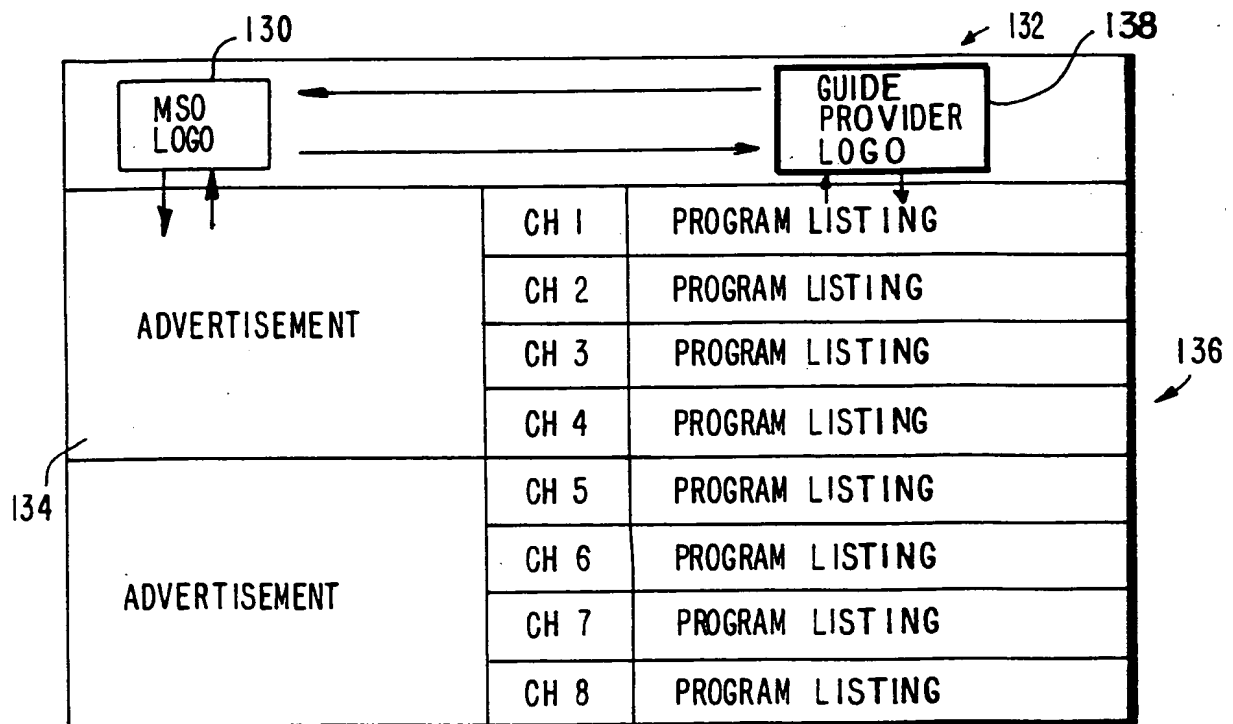 130
132
138
MSO
LOGO
GUIDE
PROVIDER
LOGO
CH 1 PROGRAM LISTING
CH 2 PROGRAM LISTING
ADVERTISEMENT
CH 3 PROGRAM LISTING
136
CH 4 PROGRAM LISTING
134
CH 5 PROGRAM LISTING
CH 6 PROGRAM LISTING
ADVERTISEMENT
CH 7 PROGRAM LISTING
CH 8 PROGRAM LISTING